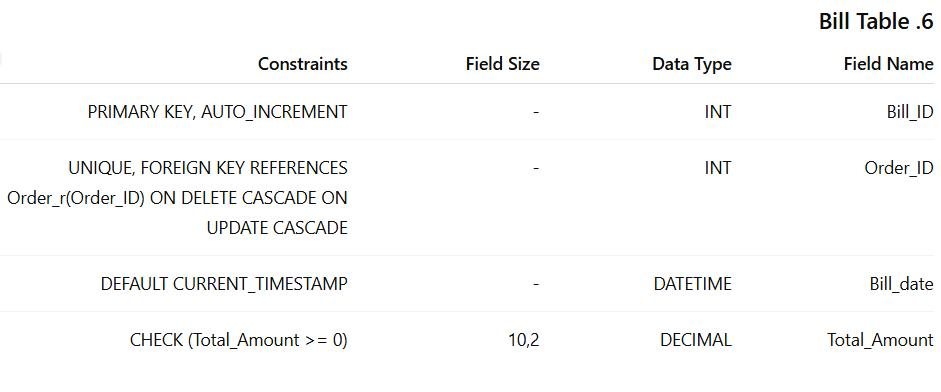 Bill Table .6
Field Name Data Type Field Size Constraints
Bill_ID INT - PRIMARY KEY, AUTO_INCREMENT
Order_ID INT - UNIQUE, FOREIGN KEY REFERENCES
Order_r(Order_ID) ON DELETE CASCADE ON
UPDATE CASCADE
Bill_date DATETIME - DEFAULT CURRENT_TIMESTAMP
Total_Amount DECIMAL 10,2 CHECK (Total_Amount >= 0)